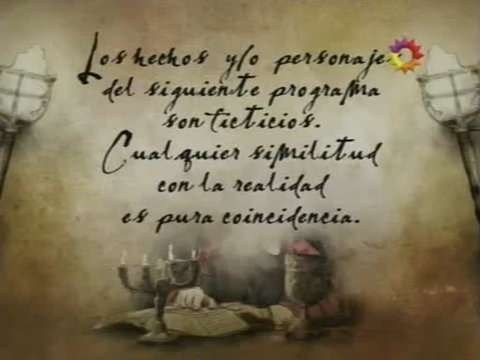 Los hechos y/o personajes
del siguiente programa
son ficticios.
Cualquier similitud
con la realidad
es pura coincidencia.